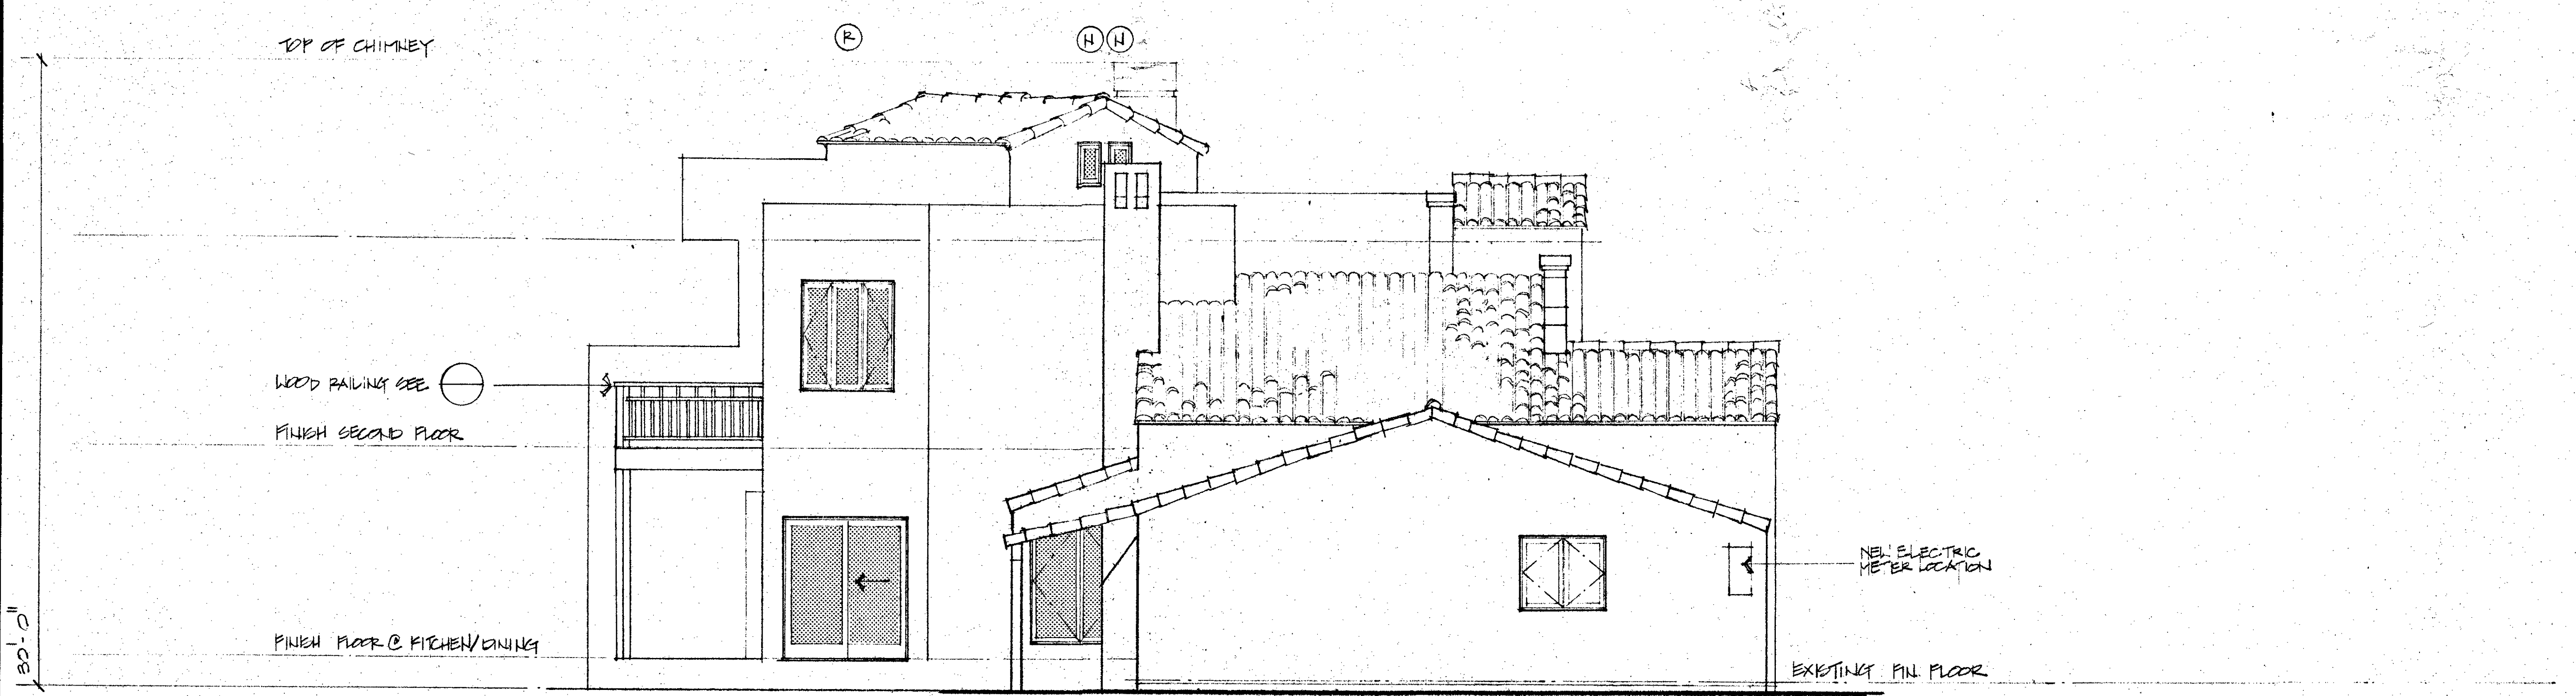 TOP OF CHIMNEY
R
N N
WOOD RAILING SEE
FINISH SECOND FLOOR
NEW ELECTRIC
METER LOCATION
FINISH FLOOR @ KITCHEN/DINING
30'-0"
EXISTING FIN. FLOOR